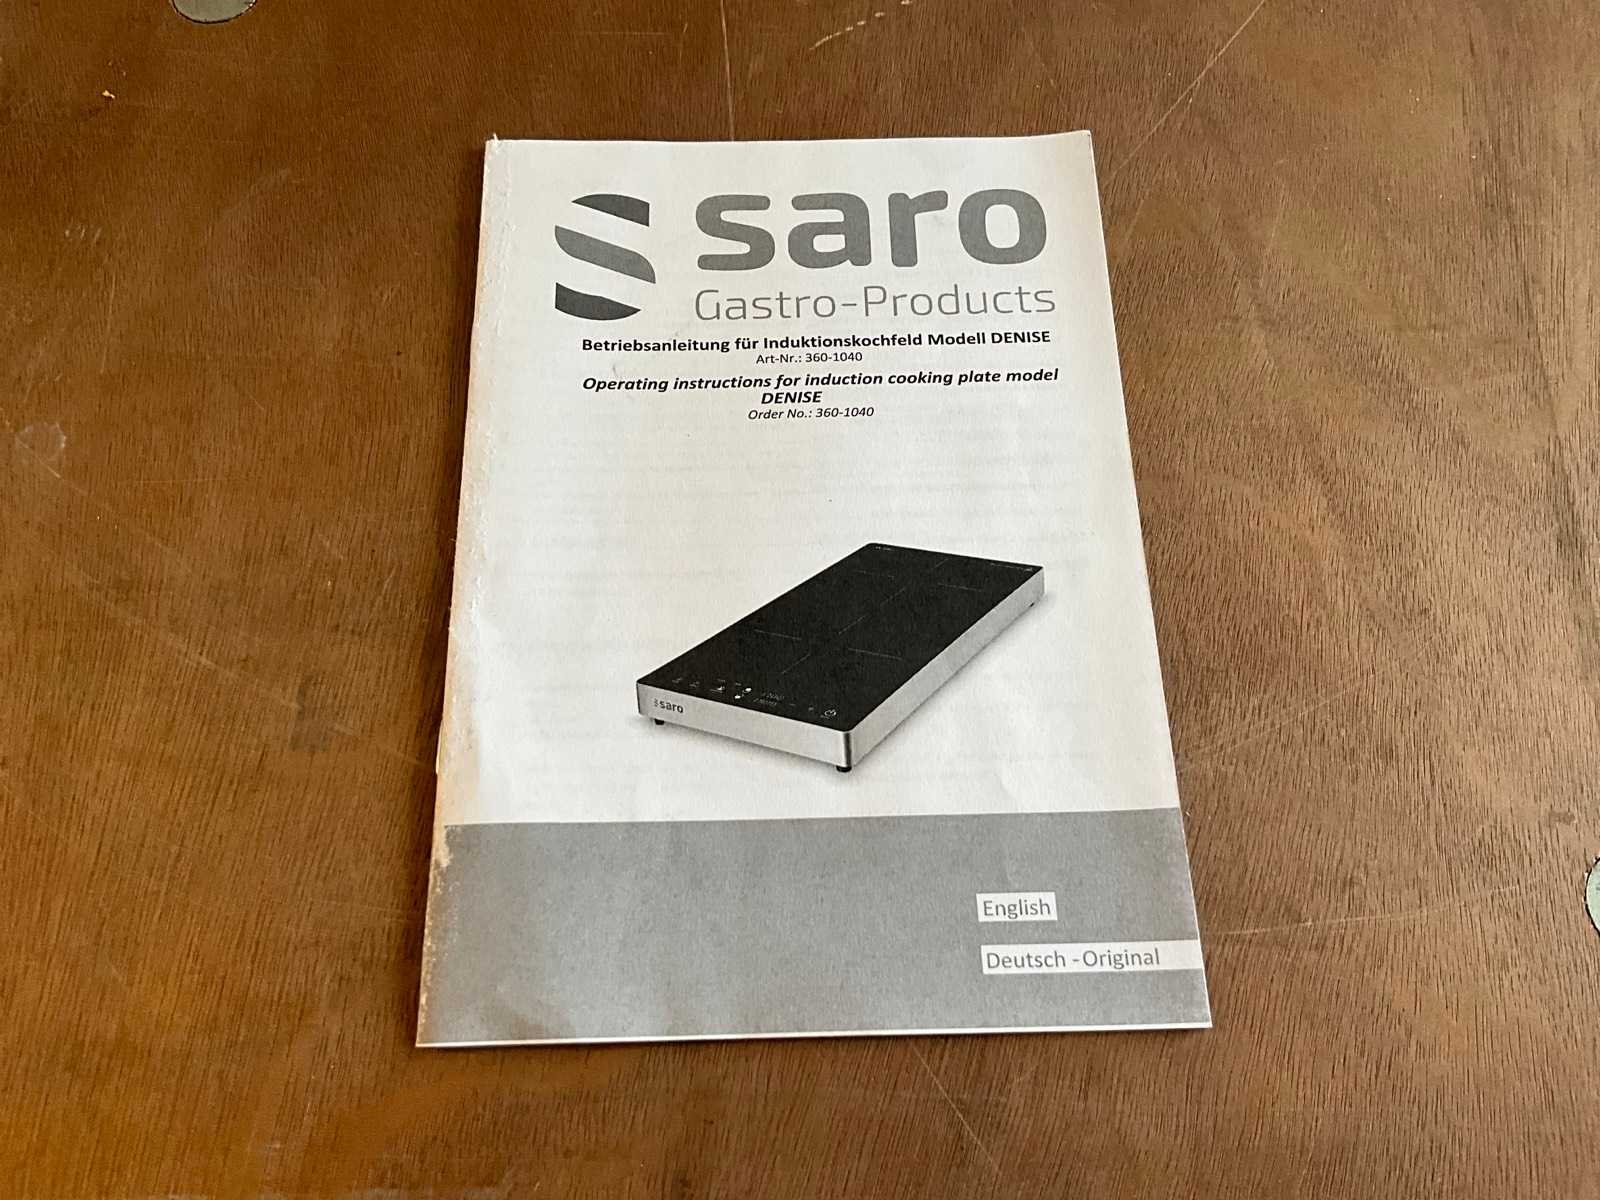 saro
Gastro-Products
Betriebsanleitung für Induktionskochfeld Modell DENISE
Art-Nr.: 360-1040
Operating instructions for induction cooking plate model
DENISE
Order No.: 360-1040
saro
English
Deutsch - Original